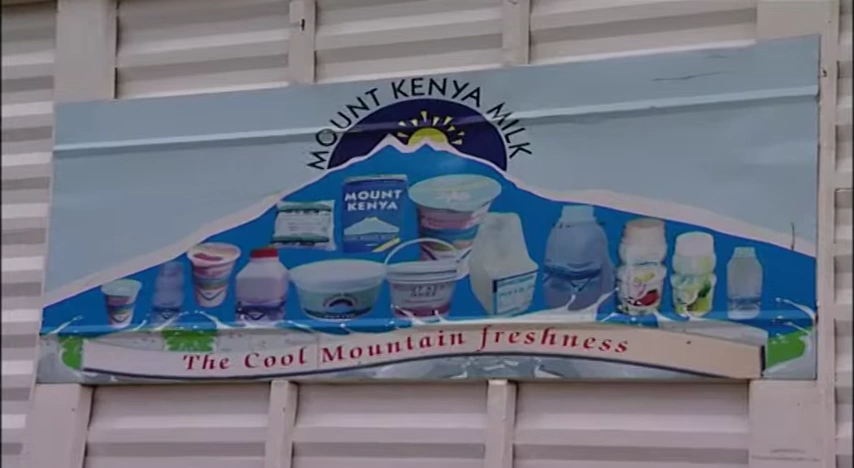 MOUNT KENYA MILK
MOUNT
KENYA
The Cool Mountain freshness